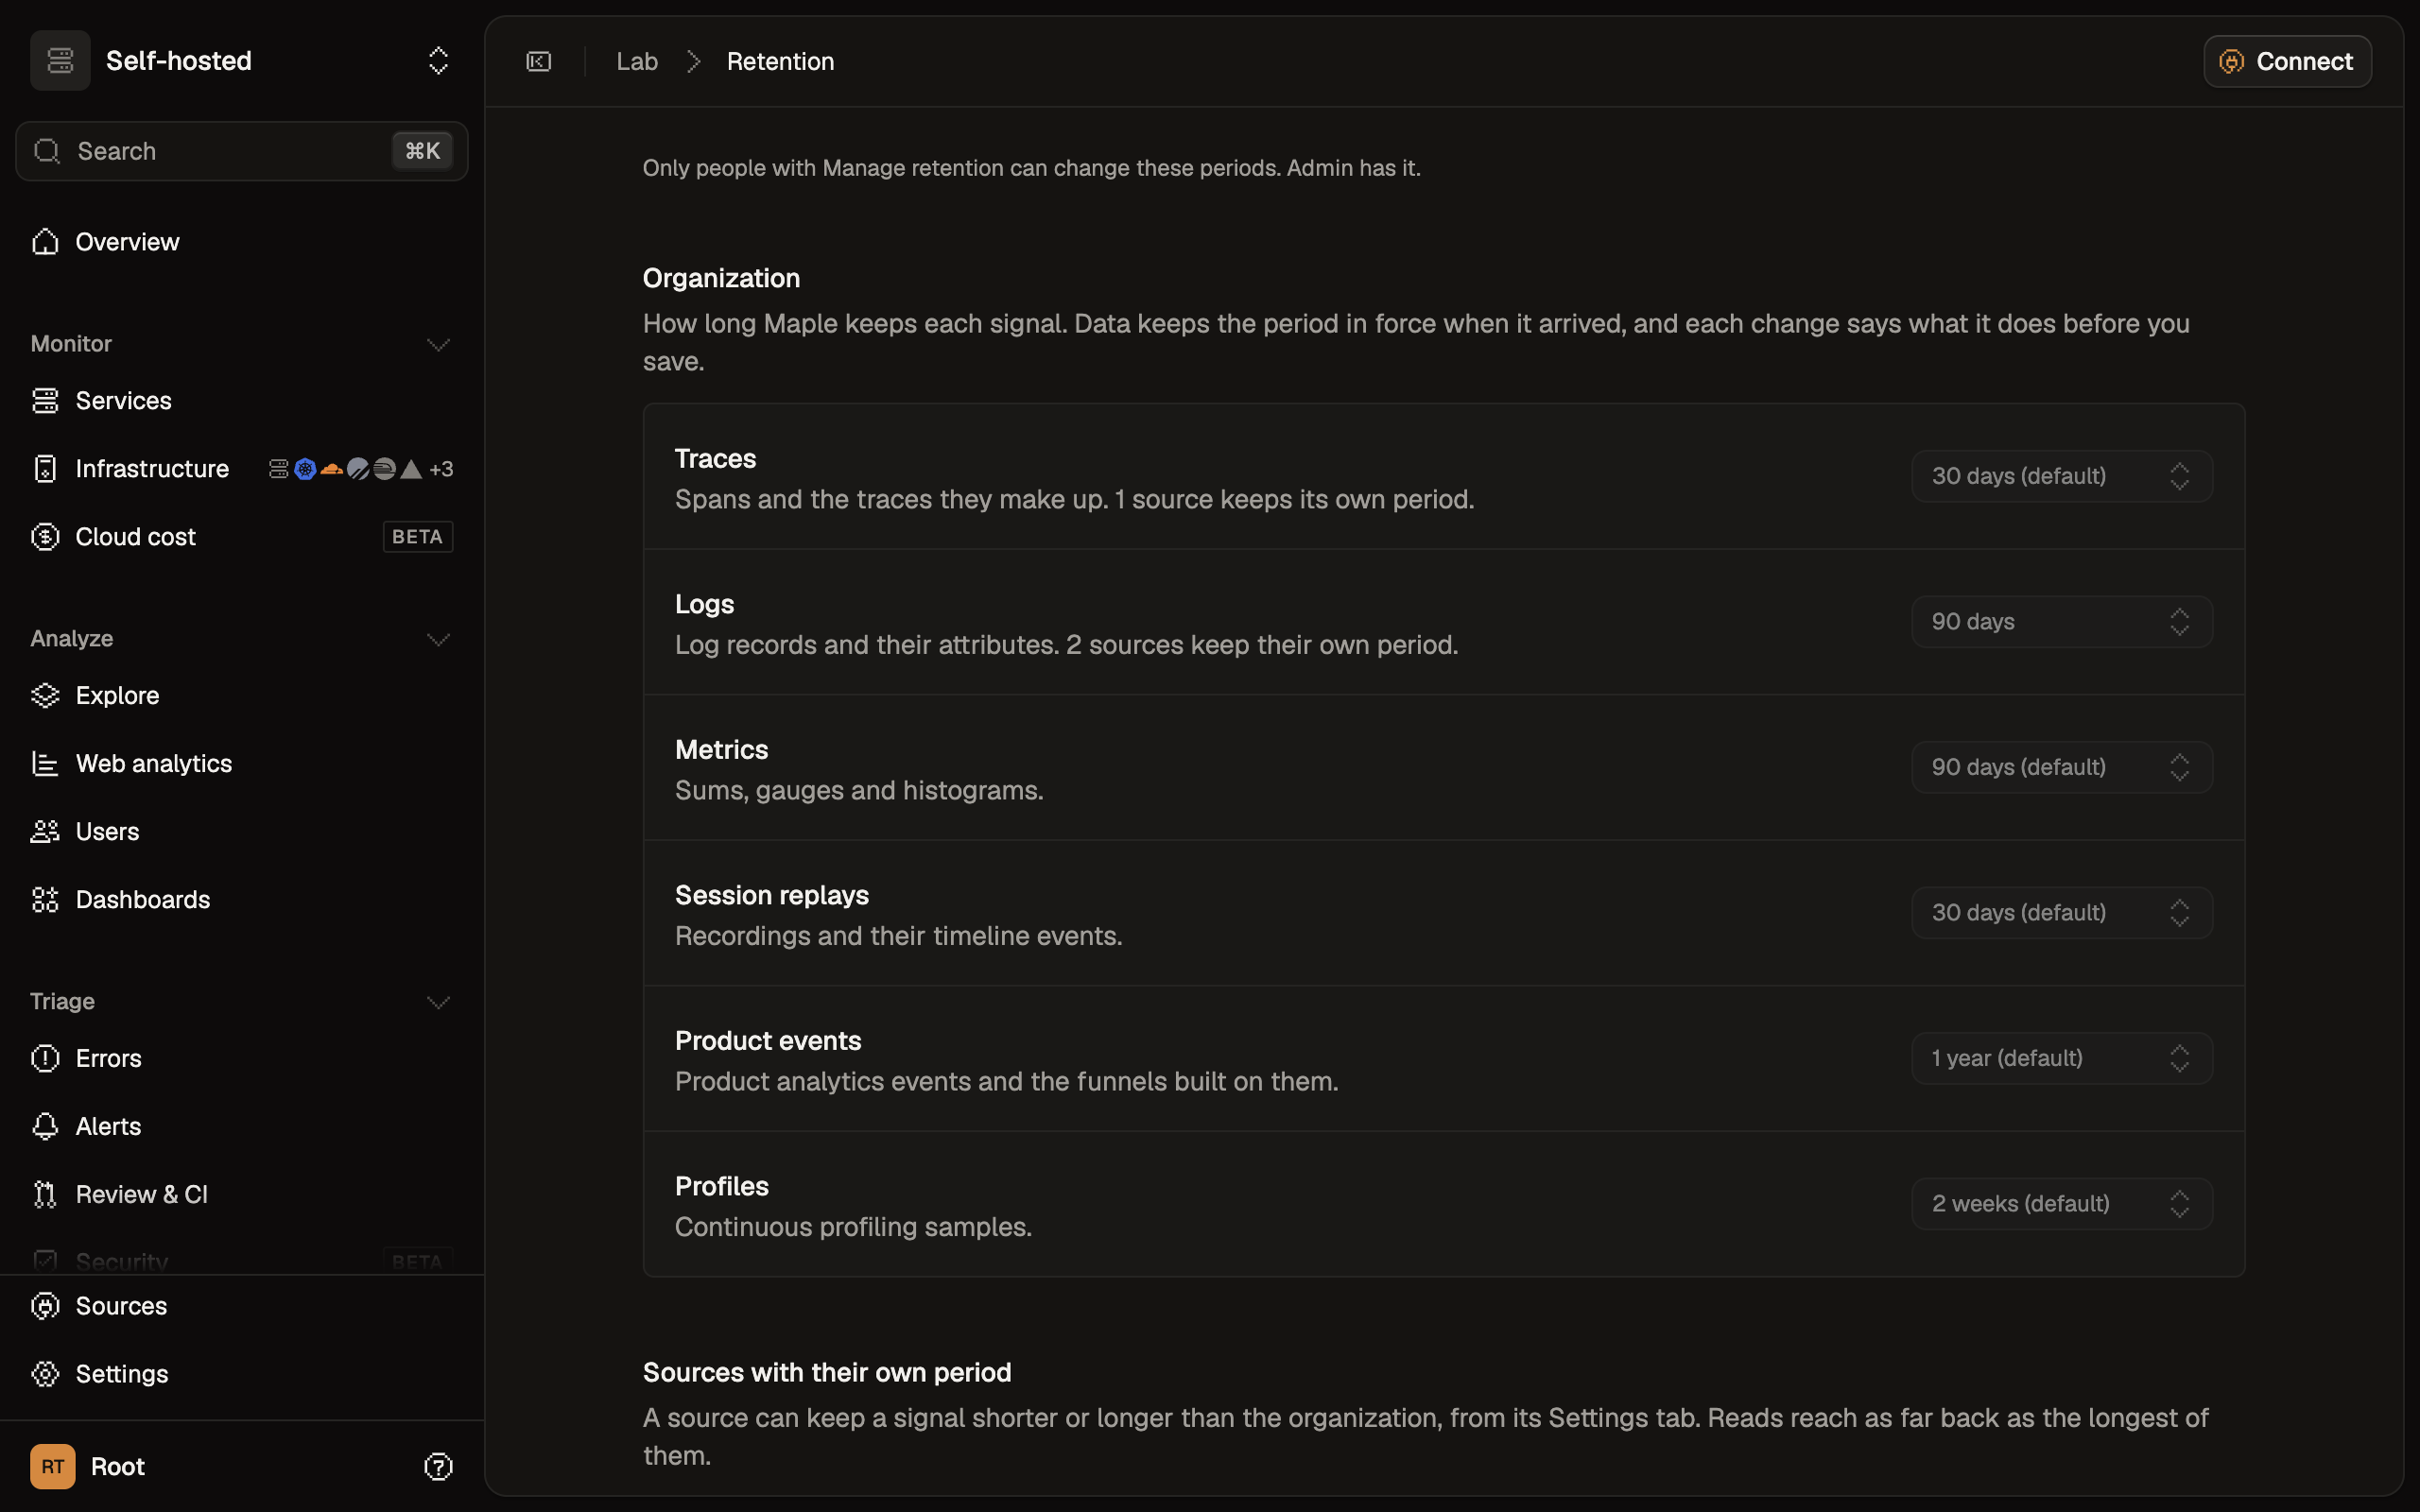 Self-hosted
Search
⌘K
Overview
Monitor
Services
Infrastructure
+3
Cloud cost
BETA
Analyze
Explore
Web analytics
Users
Dashboards
Triage
Errors
Alerts
Review & CI
Security
BETA
Sources
Settings
RT
Root
Lab
Retention
Connect
Only people with Manage retention can change these periods. Admin has it.
Organization
How long Maple keeps each signal. Data keeps the period in force when it arrived, and each change says what it does before you
save.
Traces
Spans and the traces they make up. 1 source keeps its own period.
30 days (default)
Logs
Log records and their attributes. 2 sources keep their own period.
90 days
Metrics
Sums, gauges and histograms.
90 days (default)
Session replays
Recordings and their timeline events.
30 days (default)
Product events
Product analytics events and the funnels built on them.
1 year (default)
Profiles
Continuous profiling samples.
2 weeks (default)
Sources with their own period
A source can keep a signal shorter or longer than the organization, from its Settings tab. Reads reach as far back as the longest of
them.